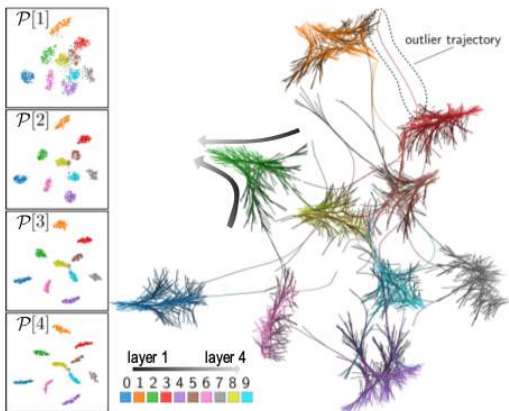 𝒫[1]
outlier trajectory
𝒫[2]
𝒫[3]
𝒫[4]
layer 1 layer 4
0 1 2 3 4 5 6 7 8 9